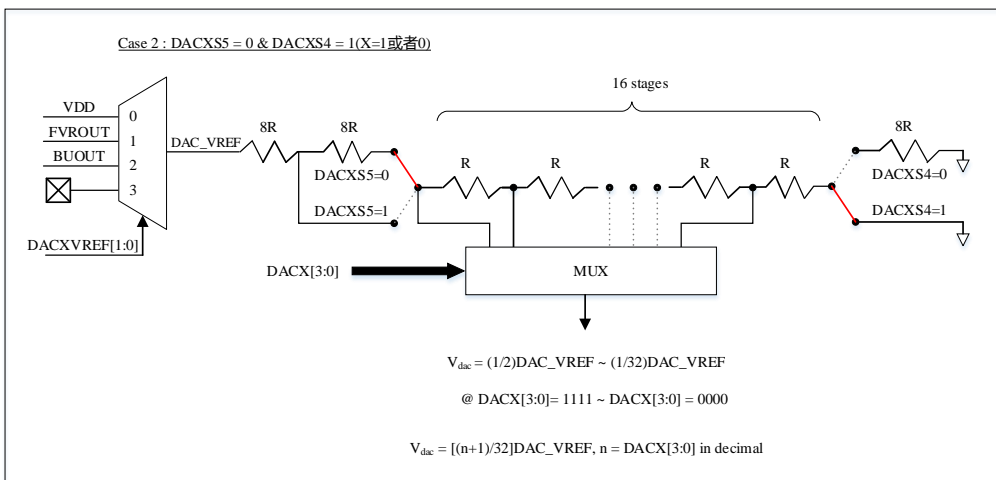 Case 2 : DACXS5 = 0 & DACXS4 = 1(X=1或者0)
16 stages
VDD
0
FVROUT
1
BUOUT
2
3
DAC_VREF
8R
8R
DACXS5=0
DACXS5=1
R
R
R
R
8R
DACXS4=0
DACXS4=1
DACXVREF[1:0]
DACX[3:0]
MUX
Vdac = (1/2)DAC_VREF ~ (1/32)DAC_VREF
@ DACX[3:0]= 1111 ~ DACX[3:0] = 0000
Vdac = [(n+1)/32]DAC_VREF, n = DACX[3:0] in decimal